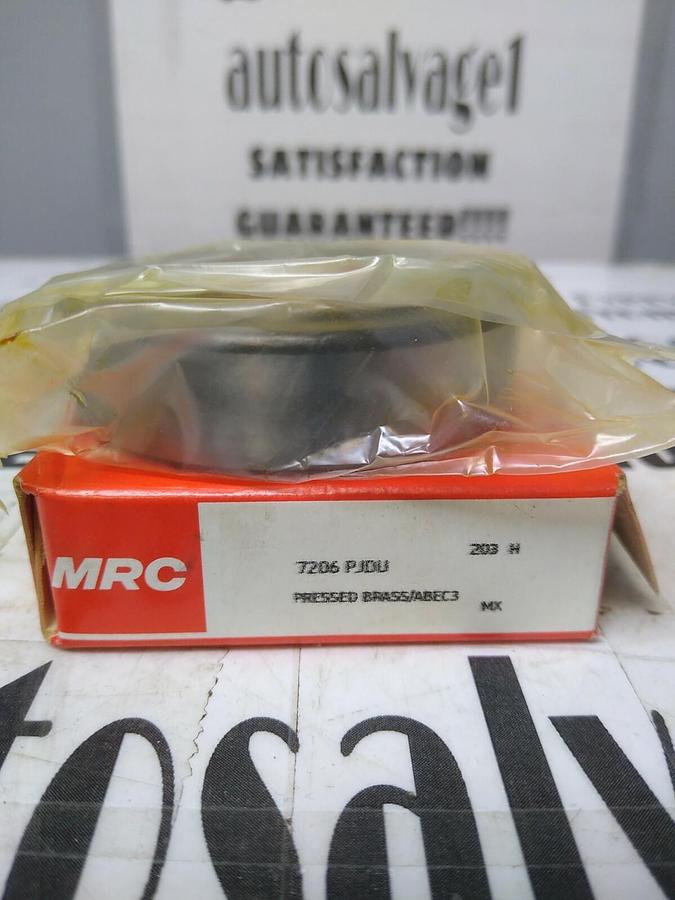 autosalvage1
SATISFACTION
GUARANTEED!!!!
MRC
203 H
7206 PJDU
PRESSED BRASS/ABEC3
MX
tosalv